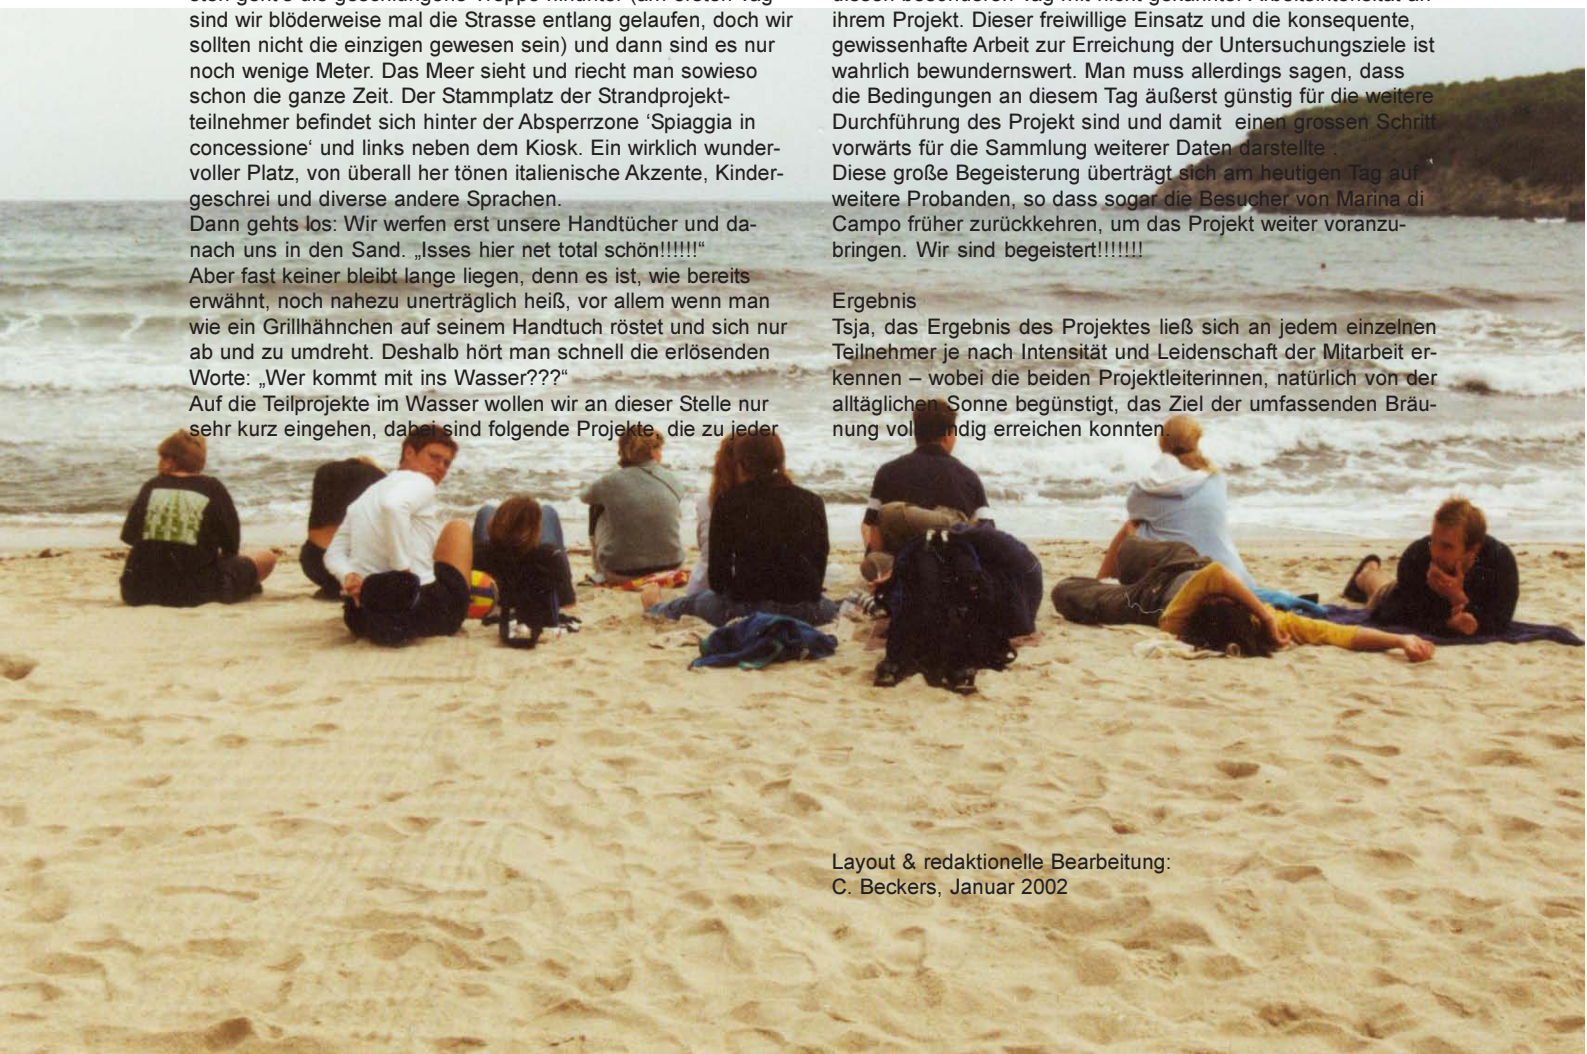 sind wir blöderweise mal die Strasse entlang gelaufen, doch wir
sollten nicht die einzigen gewesen sein) und dann sind es nur
noch wenige Meter. Das Meer sieht und riecht man sowieso
schon die ganze Zeit. Der Stammplatz der Strandprojekt-
teilnehmer befindet sich hinter der Absperrzone ‘Spiaggia in
concessione‘ und links neben dem Kiosk. Ein wirklich wunder-
voller Platz, von überall her tönen italienische Akzente, Kinder-
geschrei und diverse andere Sprachen.
Dann gehts los: Wir werfen erst unsere Handtücher und da-
nach uns in den Sand. „Isses hier net total schön!!!!!!“
Aber fast keiner bleibt lange liegen, denn es ist, wie bereits
erwähnt, noch nahezu unerträglich heiß, vor allem wenn man
wie ein Grillhähnchen auf seinem Handtuch röstet und sich nur
ab und zu umdreht. Deshalb hört man schnell die erlösenden
Worte: „Wer kommt mit ins Wasser???“
Auf die Teilprojekte im Wasser wollen wir an dieser Stelle nur
sehr kurz eingehen, dabei sind folgende Projekte, die zu jeder
ihrem Projekt. Dieser freiwillige Einsatz und die konsequente,
gewissenhafte Arbeit zur Erreichung der Untersuchungsziele ist
wahrlich bewundernswert. Man muss allerdings sagen, dass
die Bedingungen an diesem Tag äußerst günstig für die weitere
Durchführung des Projekt sind und damit einen grossen Schritt
vorwärts für die Sammlung weiterer Daten darstellte .
Diese große Begeisterung überträgt sich am heutigen Tag auf
weitere Probanden, so dass sogar die Besucher von Marina di
Campo früher zurückkehren, um das Projekt weiter voranzu-
bringen. Wir sind begeistert!!!!!!!
Ergebnis
Tsja, das Ergebnis des Projektes ließ sich an jedem einzelnen
Teilnehmer je nach Intensität und Leidenschaft der Mitarbeit er-
kennen – wobei die beiden Projektleiterinnen, natürlich von der
alltäglichen Sonne begünstigt, das Ziel der umfassenden Bräu-
nung vollständig erreichen konnten.
Layout & redaktionelle Bearbeitung:
C. Beckers, Januar 2002